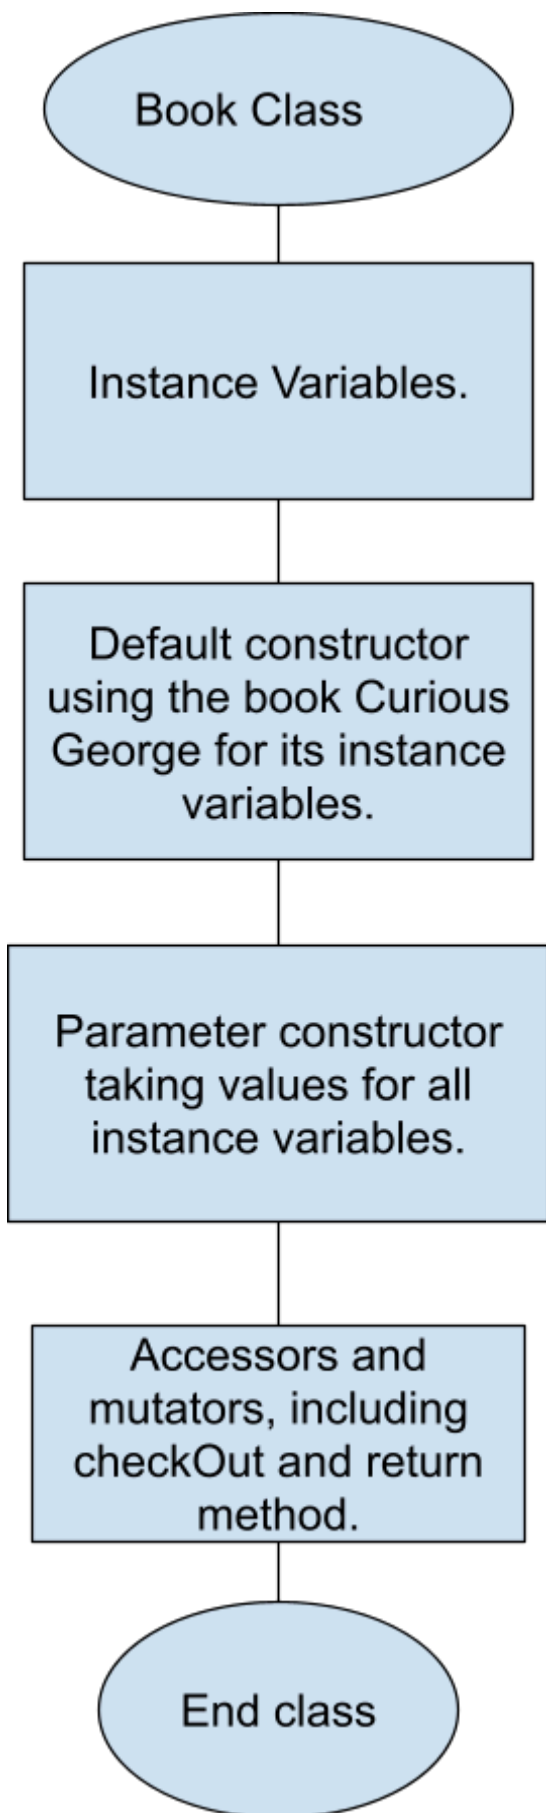 Book Class
Instance Variables.
Default constructor
using the book Curious
George for its instance
variables.
Parameter constructor
taking values for all
instance variables.
Accessors and
mutators, including
checkOut and return
method.
End class